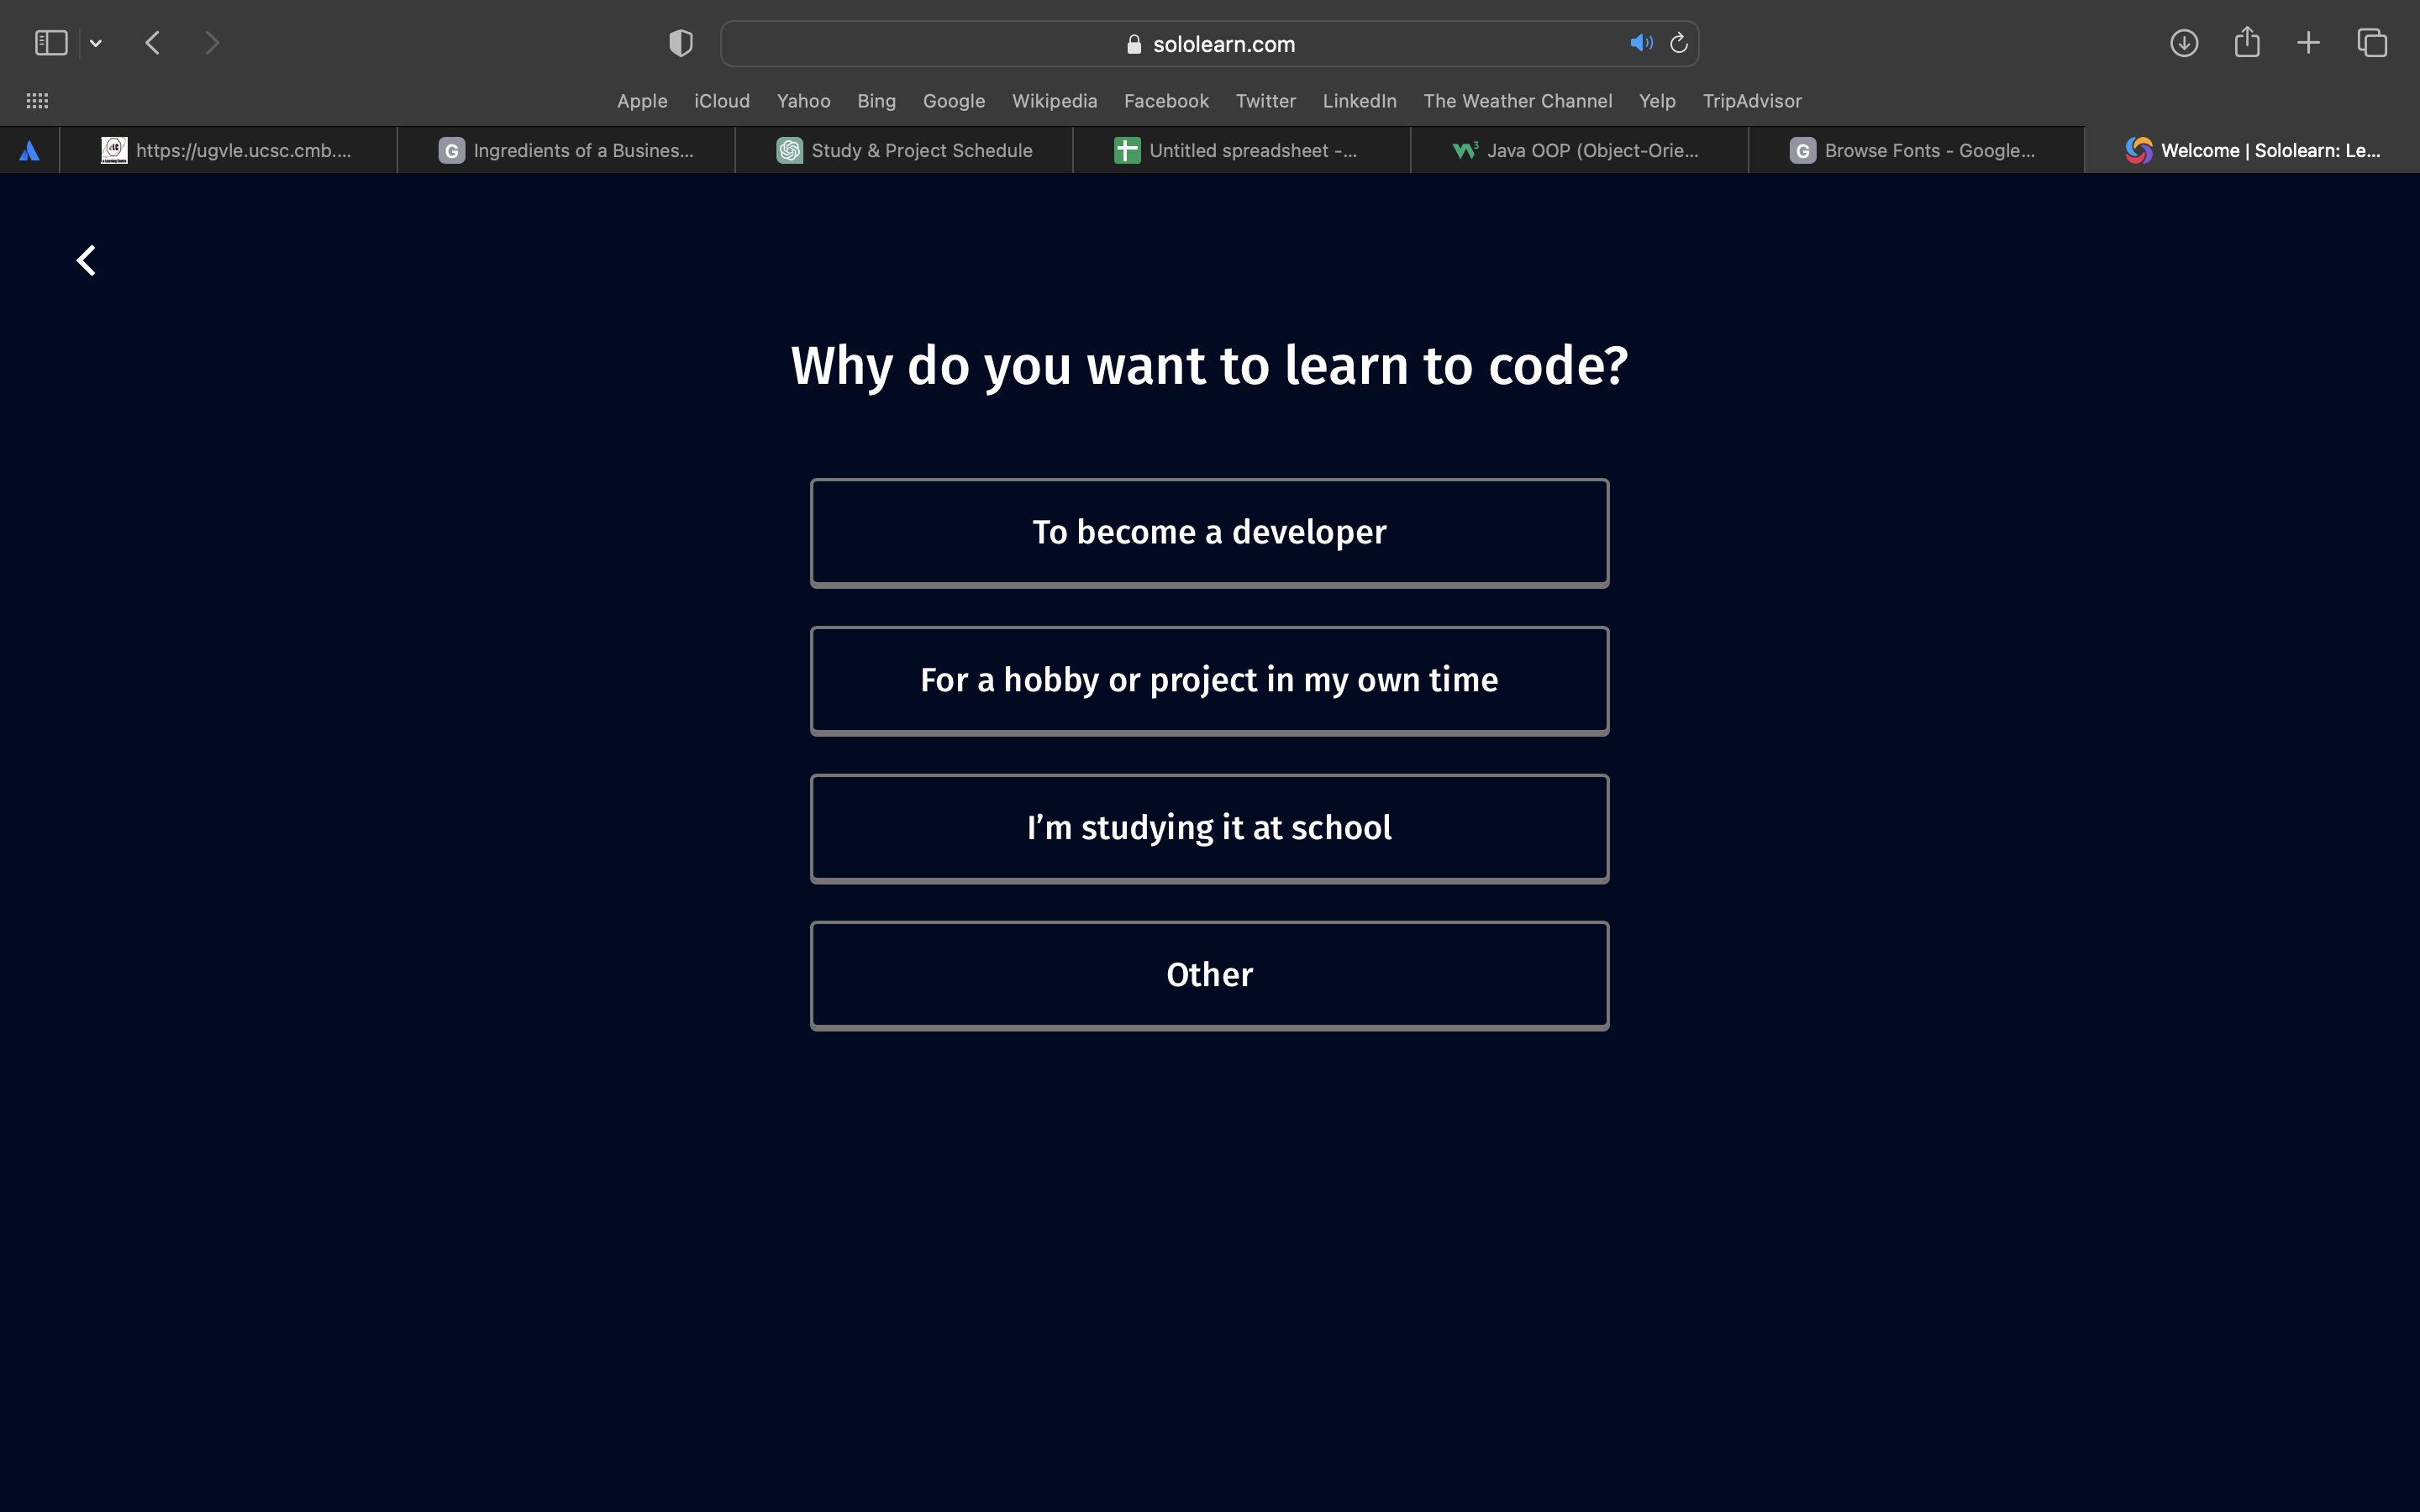 sololearn.com
Apple iCloud Yahoo Bing Google Wikipedia Facebook Twitter LinkedIn The Weather Channel Yelp TripAdvisor
https://ugvle.ucsc.cmb.... G Ingredients of a Busines... Study & Project Schedule Untitled spreadsheet -... W3 Java OOP (Object-Orie... G Browse Fonts - Google... Welcome | Sololearn: Le...
Why do you want to learn to code?
To become a developer
For a hobby or project in my own time
I’m studying it at school
Other